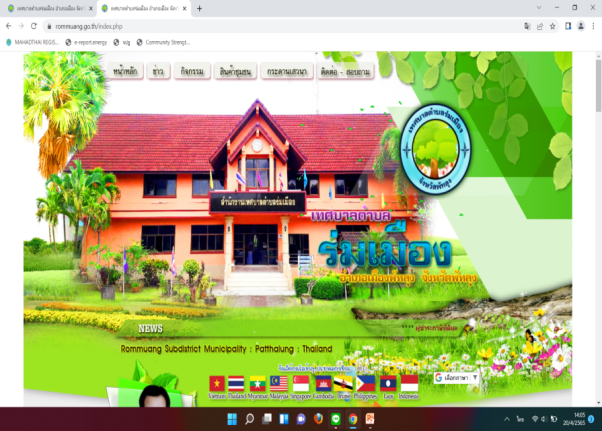 เทศบาลตำบลร่มเมือง อำเภอเมือง จังห
เทศบาลตำบลร่มเมือง อำเภอเมือง จังห
rommuang.go.th/index.php
MAHADTHAI REGIS...
e-report.energy
vig
Community Strengt...
หน้าหลัก
ข่าว
กิจกรรม
สินค้าชุมชน
กระดานเสวนา
ติดต่อ - สอบถาม
เทศบาลตำบลร่มเมือง
จังหวัดพัทลุง
สำนักงานเทศบาลตำบลร่มเมือง
เทศบาลตำบล
ร่มเมือง
อำเภอเมืองพัทลุง จังหวัดพัทลุง
NEWS
Rommuang Subdistrict Municipality : Patthalung : Thailand
G เลือกภาษา ▼
Vietnam Thailand Myanmar Malaysia Singapore Cambodia Brunei Philippines Laos Indonesia
ไทย
14:05
20/4/2565